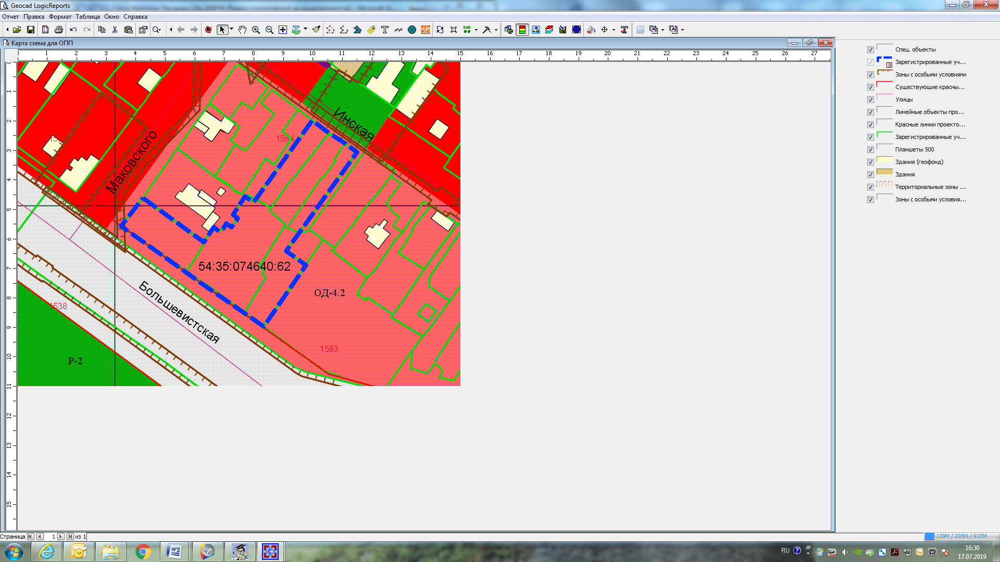 Geocad LogicReports
Отчет Правка Формат Таблица Окно Справка
Карта схема для ОПП
1 2 3 4 5 6 7 8 9 10 11 12 13 14 15 16 17 18 19 20 21 22 23 24 25 26 27
1
2
3
4
5
6
7
8
9
10
11
12
13
14
15
Инская
Маковского
1584
54:35:074640:62
ОД-4.2
Большевистская
1538
1583
Р-2
Спец. объекты
Зарегистрированные уч...
Зоны с особыми условиями
Существующие красны...
Улицы
Линейные объекты про...
Красные линии проекто...
Зарегистрированные уч...
Планшеты 500
Здания (геофонд)
Здания
Территориальные зоны ...
Зоны с особыми условия...
Страница 1 из 1
139M / 205M / 910M
RU
16:30
17.07.2019